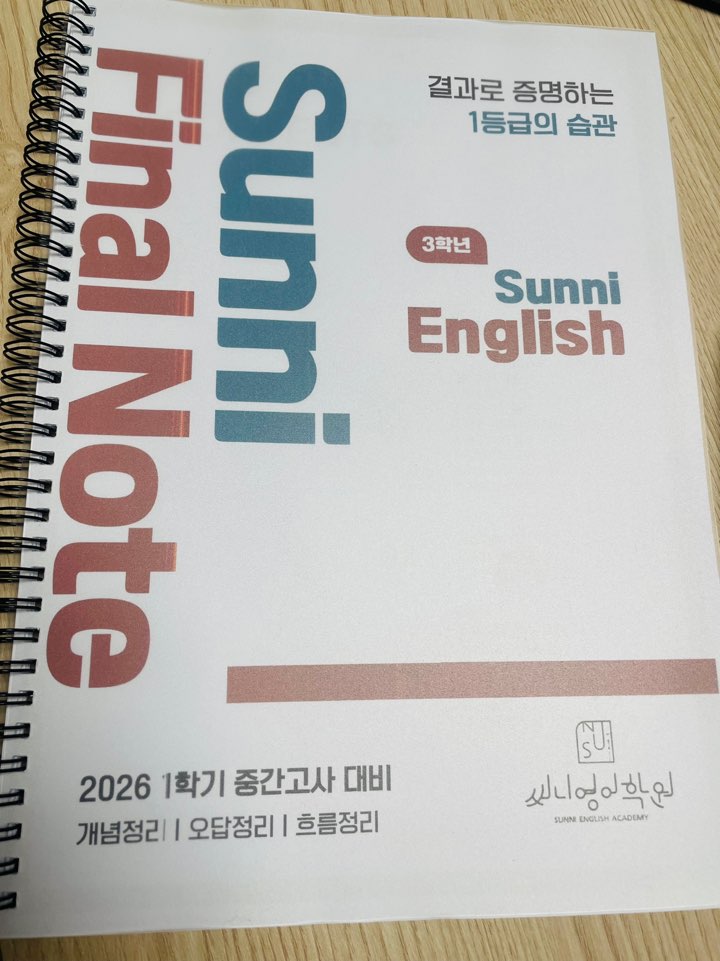 Sunni
Final Note
결과로 증명하는
1등급의 습관
3학년
Sunni
English
2026 1학기 중간고사 대비
개념정리 | 오답정리 | 흐름정리
SUNNI
써니영어학원
SUNNI ENGLISH ACADEMY